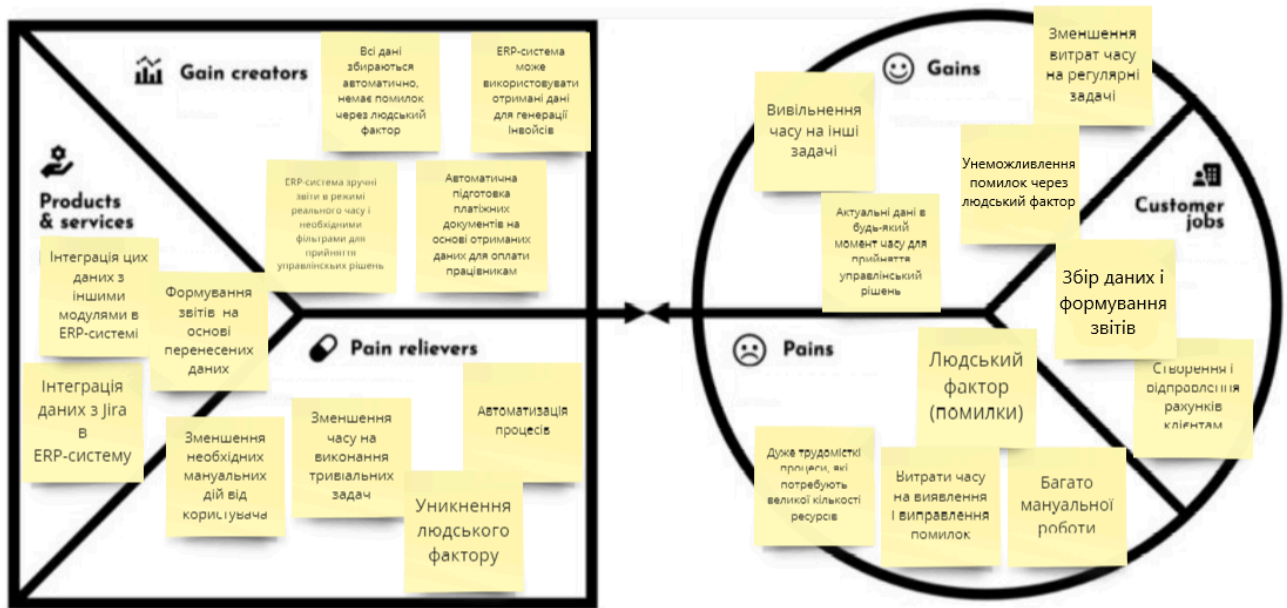 Gain creators
Всі дані
збираються
автоматично,
немає помилок
через людський
фактор
ERP-система
може
використовувати
отримані дані
для генерації
Інвойсів
ERP-система зручні
звіти в режимі
реального часу і
необхідними
фільтрами для
прийняття
управлінських рішень
Автоматична
підготовка
платіжних
документів на
основі отриманих
даних для оплати
працівникам
Products
& services
Інтеграція цих
даних з
іншими
модулями в
ERP-системі
Формування
звітів на
основі
перенесених
даних
Інтеграція
даних з Jira
в
ERP-систему
Pain relievers
Зменшення
необхідних
мануальних
дій від
користувача
Зменшення
часу на
виконання
тривіальних
задач
Автоматизація
процесів
Уникнення
людського
фактору
Gains
Зменшення
витрат часу
на регулярні
задачі
Вивільнення
часу на інші
задачі
Унеможливлення
помилок через
людський фактор
Актуальні дані в
будь-який
момент часу для
прийняття
управлінський
рішень
Customer
jobs
Збір даних і
формування
звітів
Створення і
відправлення
рахунків
клієнтам
Pains
Людський
фактор
(помилки)
Дуже трудомісткі
процеси, які
потребують
великої кількості
ресурсів
Витрати часу
на виявлення
і виправлення
помилок
Багато
мануальної
роботи